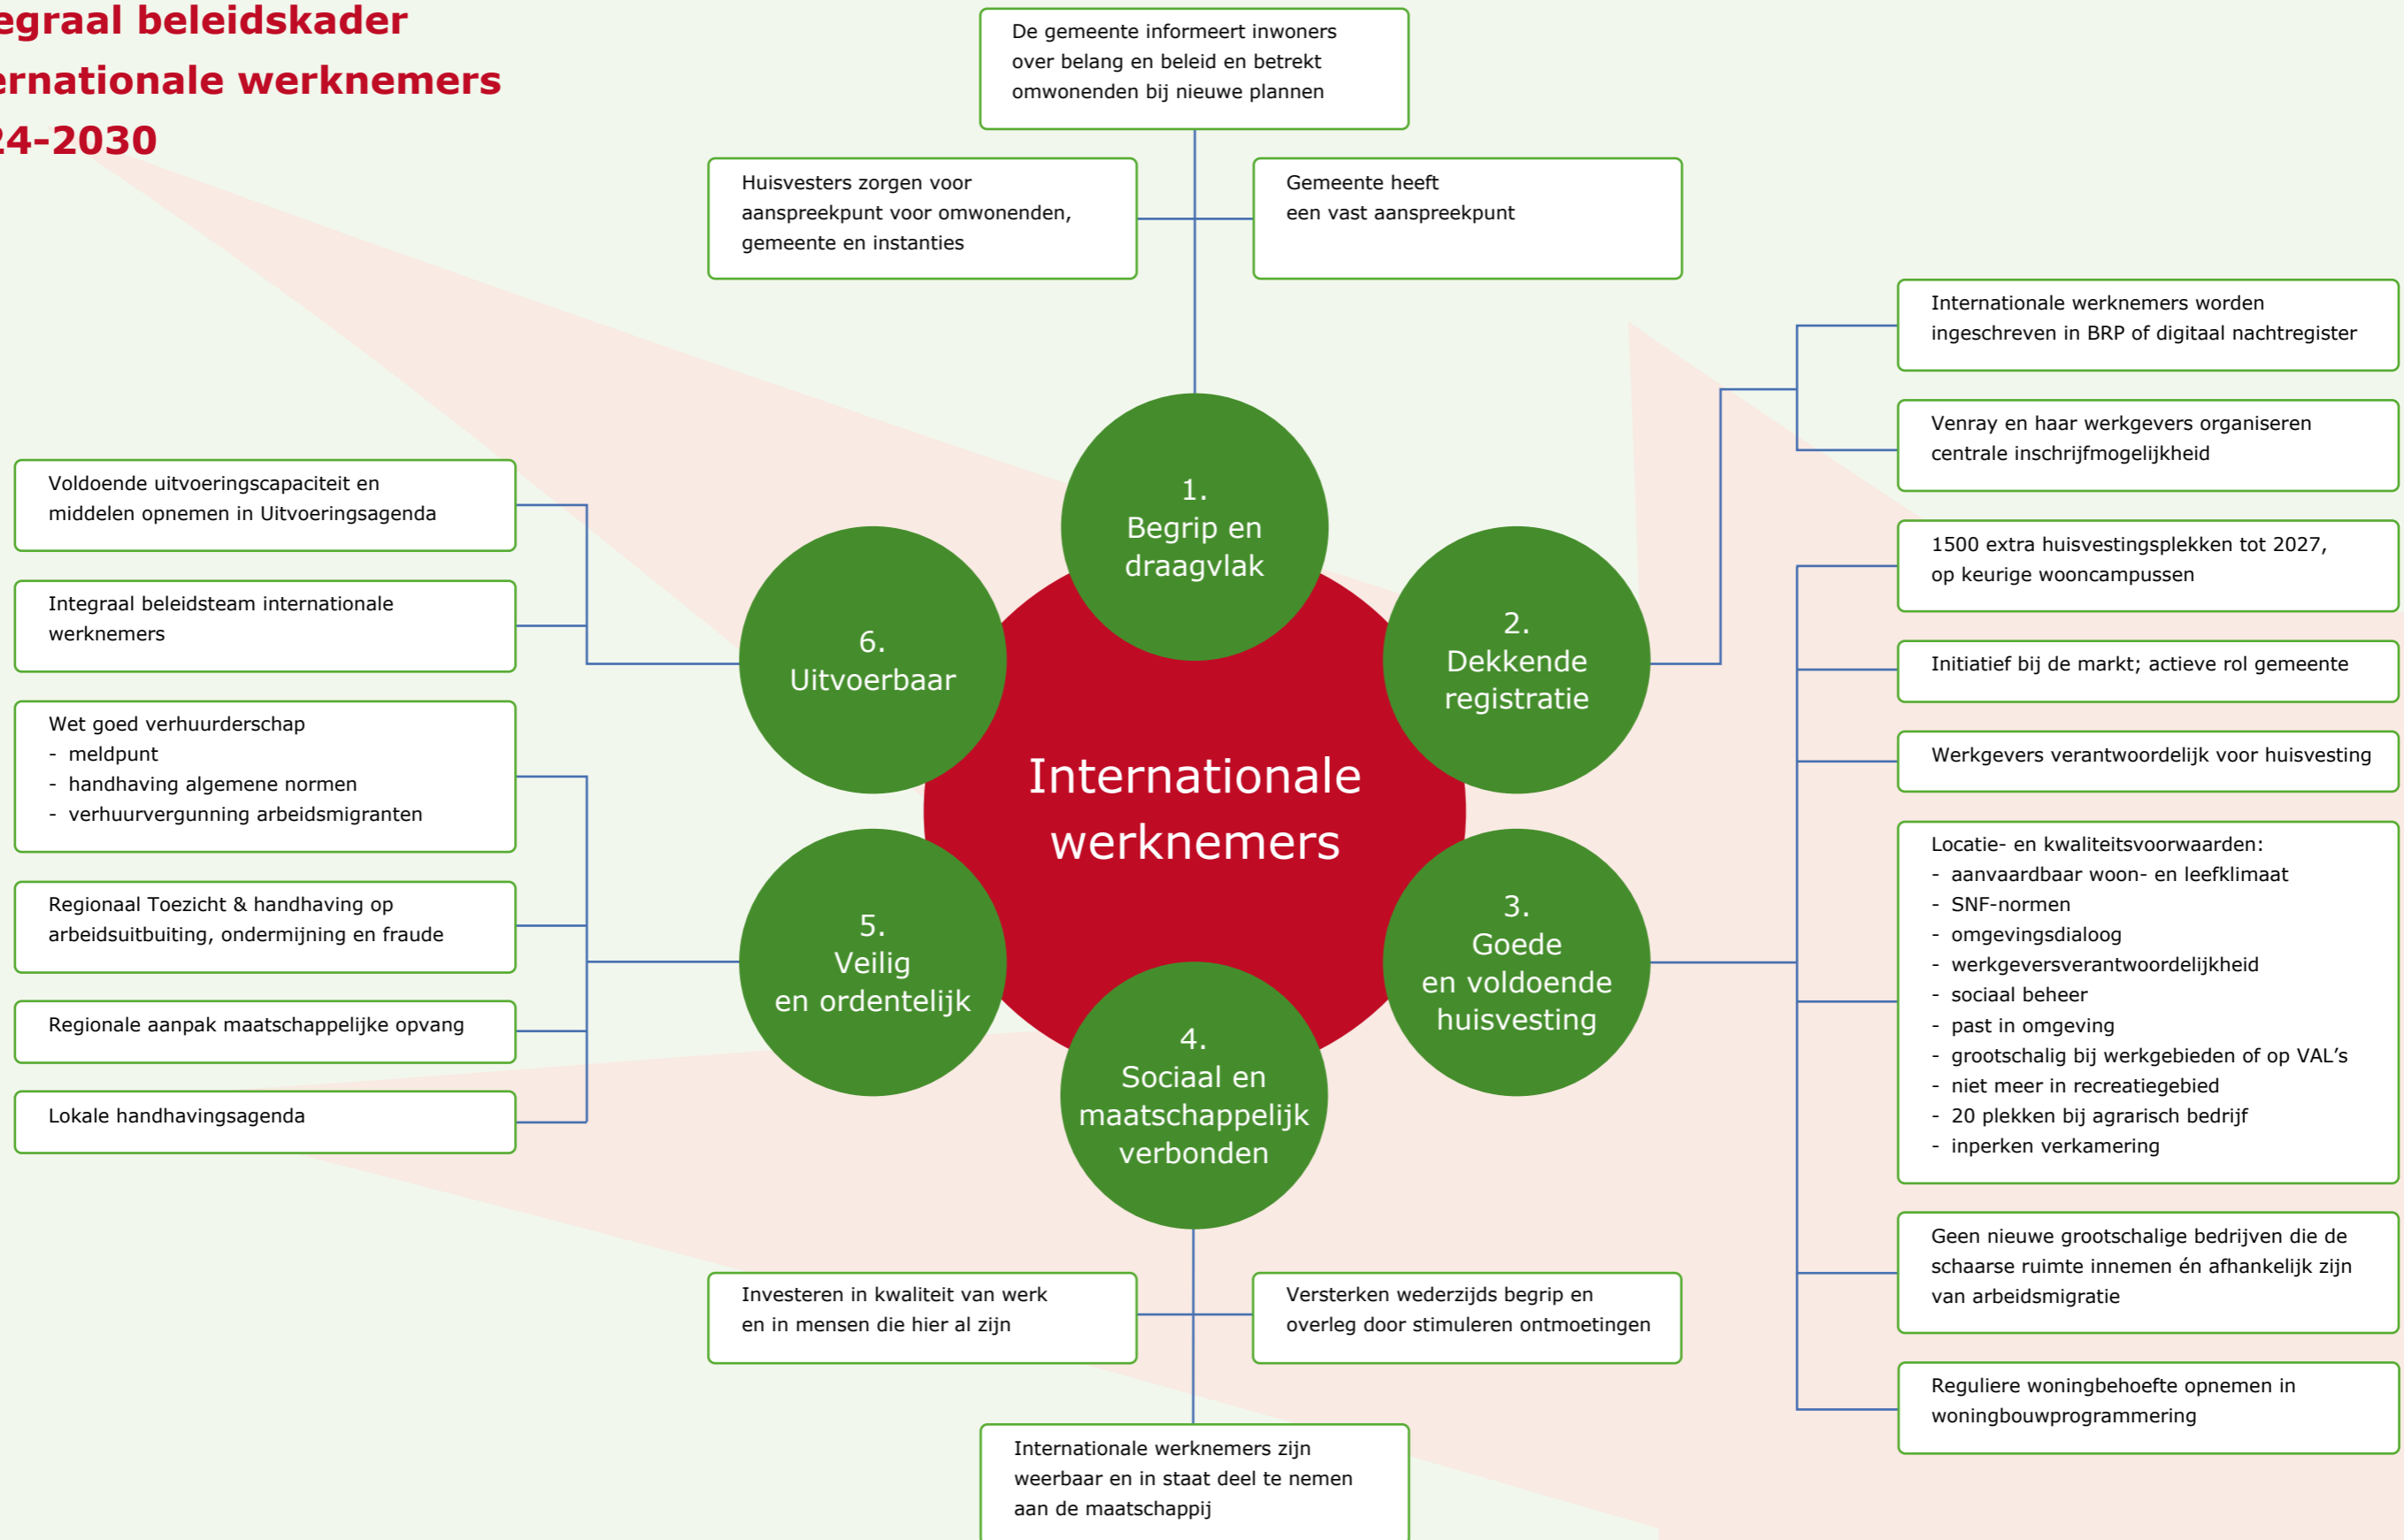 egraal beleidskader
ernationale werknemers
24-2030
De gemeente informeert inwoners
over belang en beleid en betrekt
omwonenden bij nieuwe plannen
Huisvesters zorgen voor
aanspreekpunt voor omwonenden,
gemeente en instanties
Gemeente heeft
een vast aanspreekpunt
1.
Begrip en
draagvlak
2.
Dekkende
registratie
Internationale werknemers worden
ingeschreven in BRP of digitaal nachtregister
Venray en haar werkgevers organiseren
centrale inschrijfmogelijkheid
3.
Goede
en voldoende
huisvesting
1500 extra huisvestingsplekken tot 2027,
op keurige wooncampussen
Initiatief bij de markt; actieve rol gemeente
Werkgevers verantwoordelijk voor huisvesting
Locatie- en kwaliteitsvoorwaarden:
- aanvaardbaar woon- en leefklimaat
- SNF-normen
- omgevingsdialoog
- werkgeversverantwoordelijkheid
- sociaal beheer
- past in omgeving
- grootschalig bij werkgebieden of op VAL's
- niet meer in recreatiegebied
- 20 plekken bij agrarisch bedrijf
- inperken verkamering
Geen nieuwe grootschalige bedrijven die de
schaarse ruimte innemen én afhankelijk zijn
van arbeidsmigratie
Reguliere woningbehoefte opnemen in
woningbouwprogrammering
4.
Sociaal en
maatschappelijk
verbonden
Investeren in kwaliteit van werk
en in mensen die hier al zijn
Versterken wederzijds begrip en
overleg door stimuleren ontmoetingen
Internationale werknemers zijn
weerbaar en in staat deel te nemen
aan de maatschappij
5.
Veilig
en ordentelijk
Wet goed verhuurderschap
- meldpunt
- handhaving algemene normen
- verhuurvergunning arbeidsmigranten
Regionaal Toezicht & handhaving op
arbeidsuitbuiting, ondermijning en fraude
Regionale aanpak maatschappelijke opvang
Lokale handhavingsagenda
6.
Uitvoerbaar
Voldoende uitvoeringscapaciteit en
middelen opnemen in Uitvoeringsagenda
Integraal beleidsteam internationale
werknemers
Internationale
werknemers